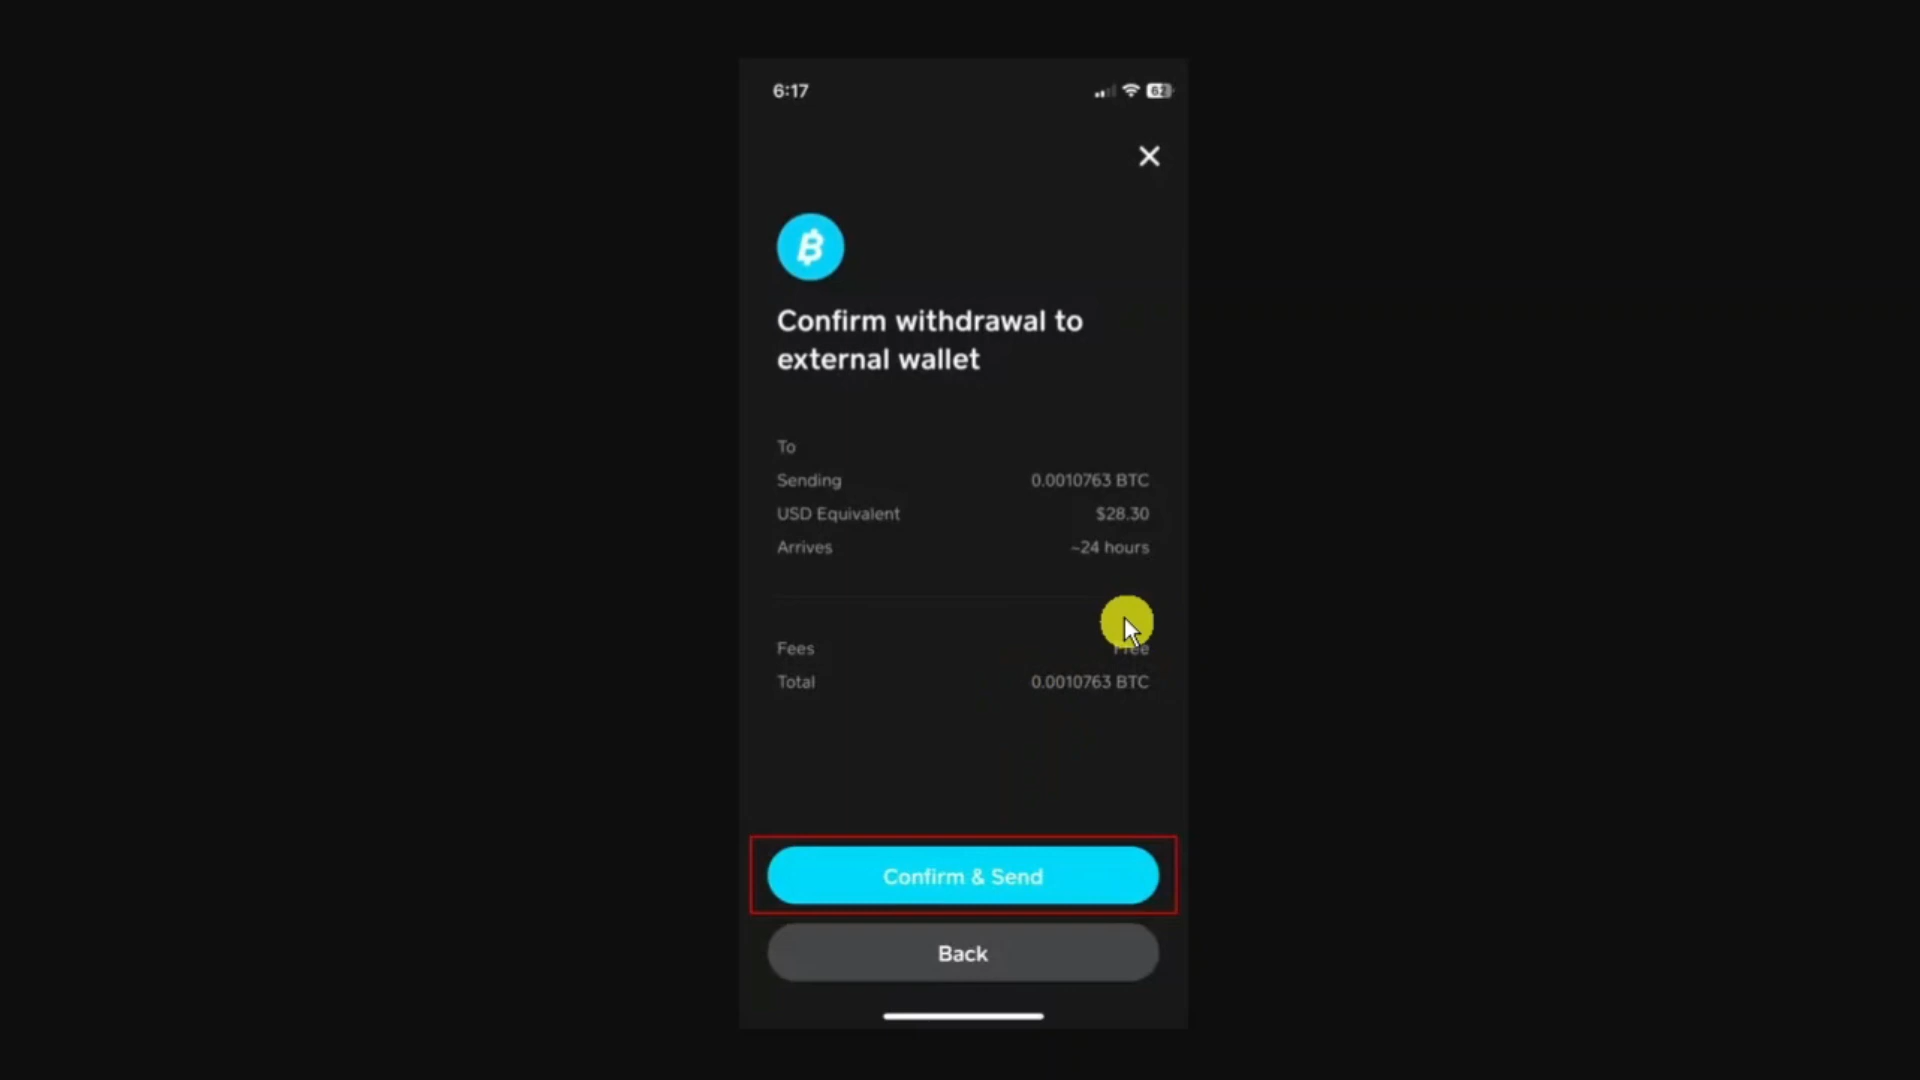 6:17
62
Confirm withdrawal to
external wallet
To
Sending 0.0010763 BTC
USD Equivalent $28.30
Arrives ~24 hours
Fees Free
Total 0.0010763 BTC
Confirm & Send
Back